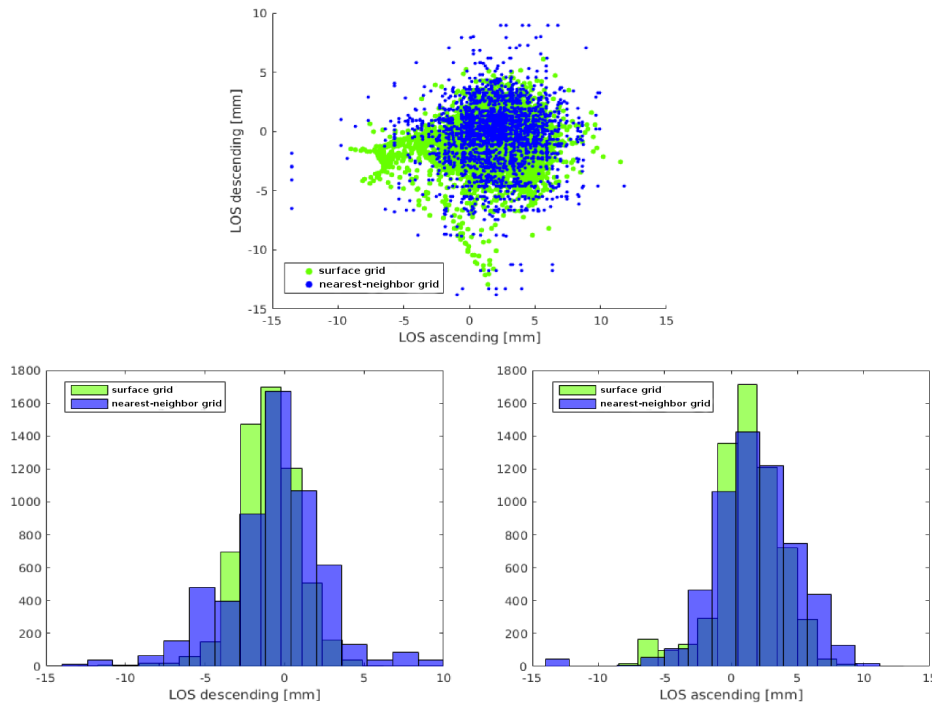 10
5
0
-5
-10
-15
LOS descending [mm]
surface grid
nearest-neighbor grid
-15 -10 -5 0 5 10 15
LOS ascending [mm]
1800
1600
1400
1200
1000
800
600
400
200
0
surface grid
nearest-neighbor grid
-15 -10 -5 0 5 10
LOS descending [mm]
1800
1600
1400
1200
1000
800
600
400
200
0
surface grid
nearest-neighbor grid
-15 -10 -5 0 5 10 15
LOS ascending [mm]